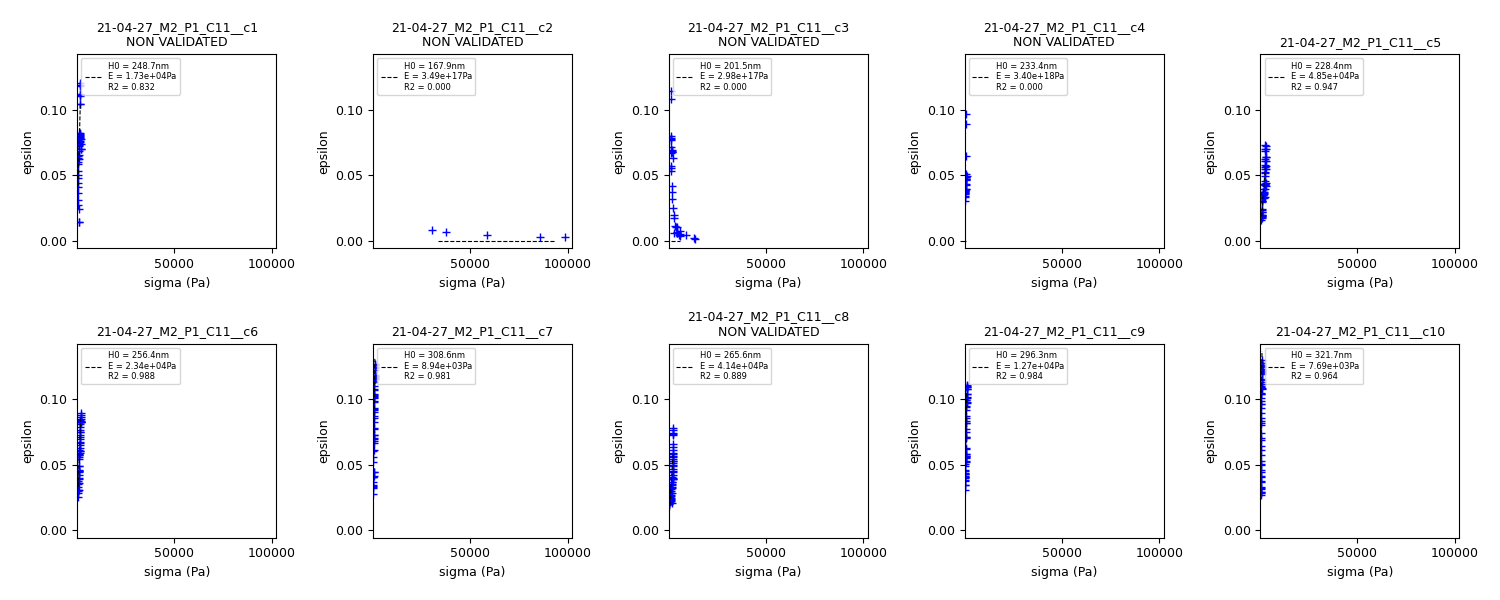 21-04-27_M2_P1_C11__c1
NON VALIDATED
H0 = 248.7nm
E = 1.73e+04Pa
R2 = 0.832
0.10
0.05
0.00
epsilon
50000
100000
sigma (Pa)
21-04-27_M2_P1_C11__c2
NON VALIDATED
H0 = 167.9nm
E = 3.49e+17Pa
R2 = 0.000
0.10
0.05
0.00
epsilon
50000
100000
sigma (Pa)
21-04-27_M2_P1_C11__c3
NON VALIDATED
H0 = 201.5nm
E = 2.98e+17Pa
R2 = 0.000
0.10
0.05
0.00
epsilon
50000
100000
sigma (Pa)
21-04-27_M2_P1_C11__c4
NON VALIDATED
H0 = 233.4nm
E = 3.40e+18Pa
R2 = 0.000
0.10
0.05
0.00
epsilon
50000
100000
sigma (Pa)
21-04-27_M2_P1_C11__c5
H0 = 228.4nm
E = 4.85e+04Pa
R2 = 0.947
0.10
0.05
0.00
epsilon
50000
100000
sigma (Pa)
21-04-27_M2_P1_C11__c6
H0 = 256.4nm
E = 2.34e+04Pa
R2 = 0.988
0.10
0.05
0.00
epsilon
50000
100000
sigma (Pa)
21-04-27_M2_P1_C11__c7
H0 = 308.6nm
E = 8.94e+03Pa
R2 = 0.981
0.10
0.05
0.00
epsilon
50000
100000
sigma (Pa)
21-04-27_M2_P1_C11__c8
NON VALIDATED
H0 = 265.6nm
E = 4.14e+04Pa
R2 = 0.889
0.10
0.05
0.00
epsilon
50000
100000
sigma (Pa)
21-04-27_M2_P1_C11__c9
H0 = 296.3nm
E = 1.27e+04Pa
R2 = 0.984
0.10
0.05
0.00
epsilon
50000
100000
sigma (Pa)
21-04-27_M2_P1_C11__c10
H0 = 321.7nm
E = 7.69e+03Pa
R2 = 0.964
0.10
0.05
0.00
epsilon
50000
100000
sigma (Pa)